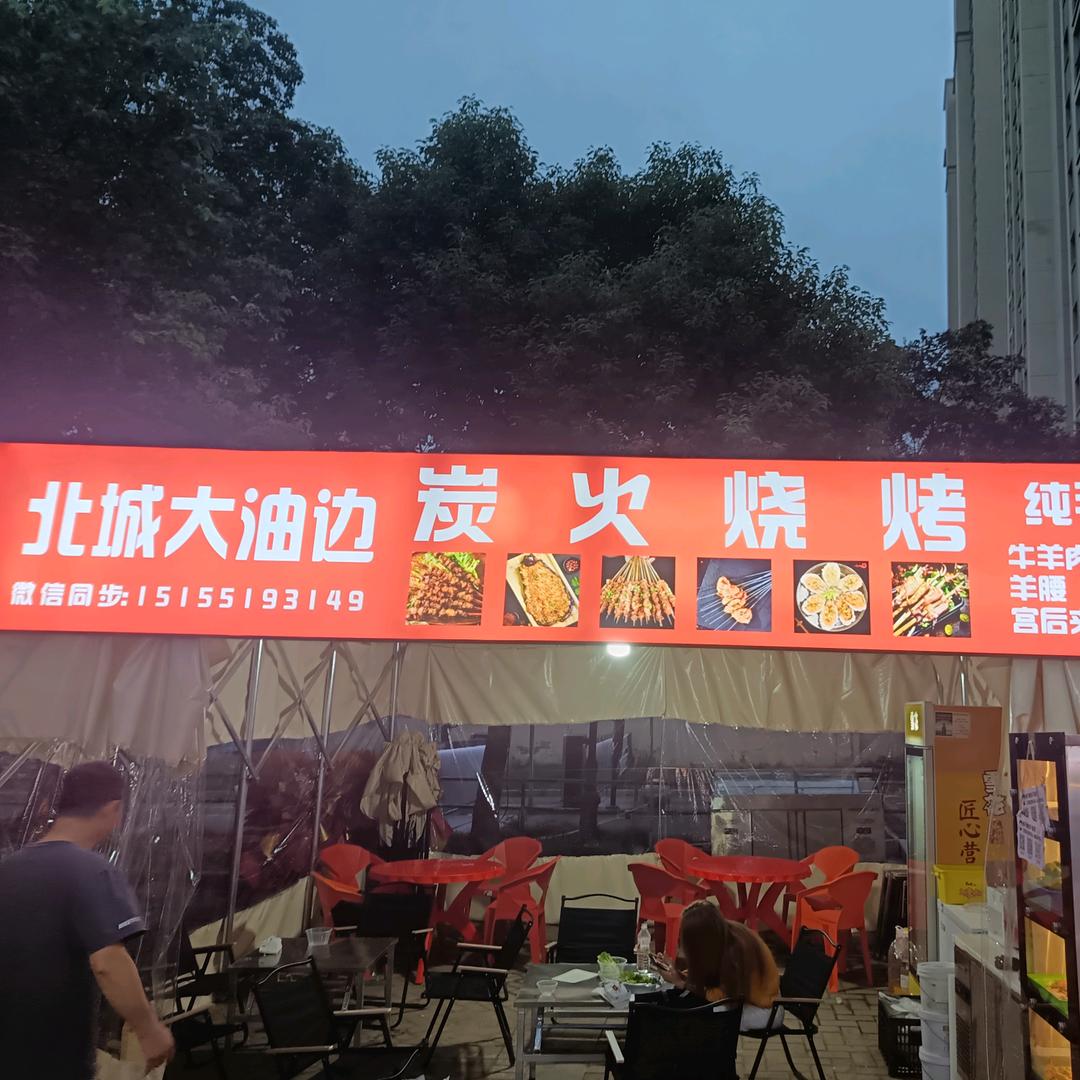 北城大油边
炭火烧烤
微信同步:15155193149
纯
牛羊肉
羊腰
宫后夹
匠心营